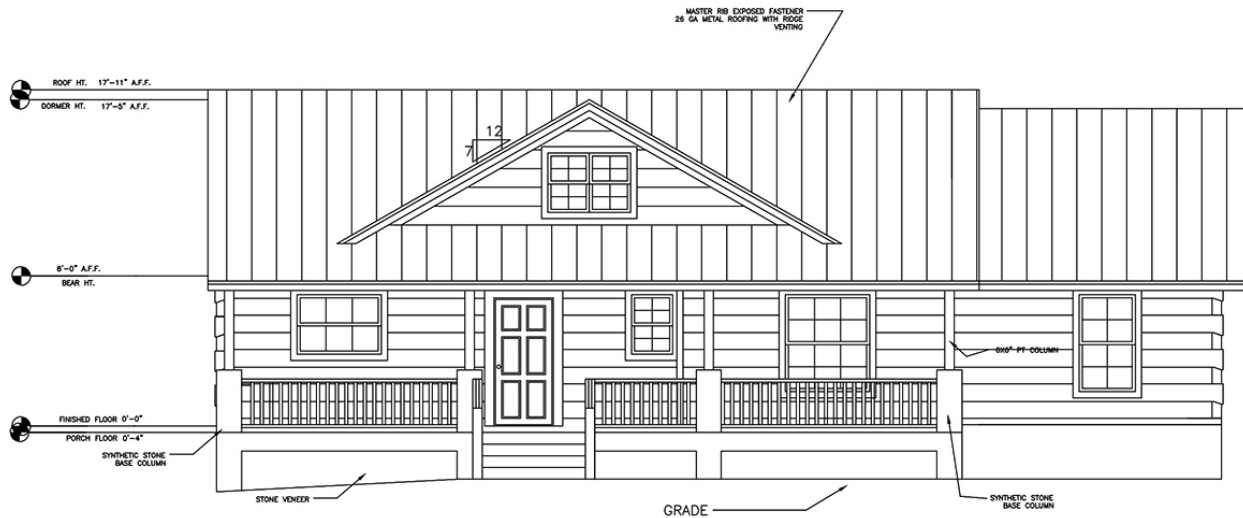 MASTER RIB EXPOSED FASTENER
26 GA METAL ROOFING WITH RIDGE
VENTING
ROOF HT. 17'-11" A.F.F.
DORMER HT. 17'-5" A.F.F.
12
7
8'-0" A.F.F.
BEAR HT.
6X6" PT COLUMN
FINISHED FLOOR 0'-0"
PORCH FLOOR 0'-4"
SYNTHETIC STONE
BASE COLUMN
STONE VENEER
GRADE
SYNTHETIC STONE
BASE COLUMN